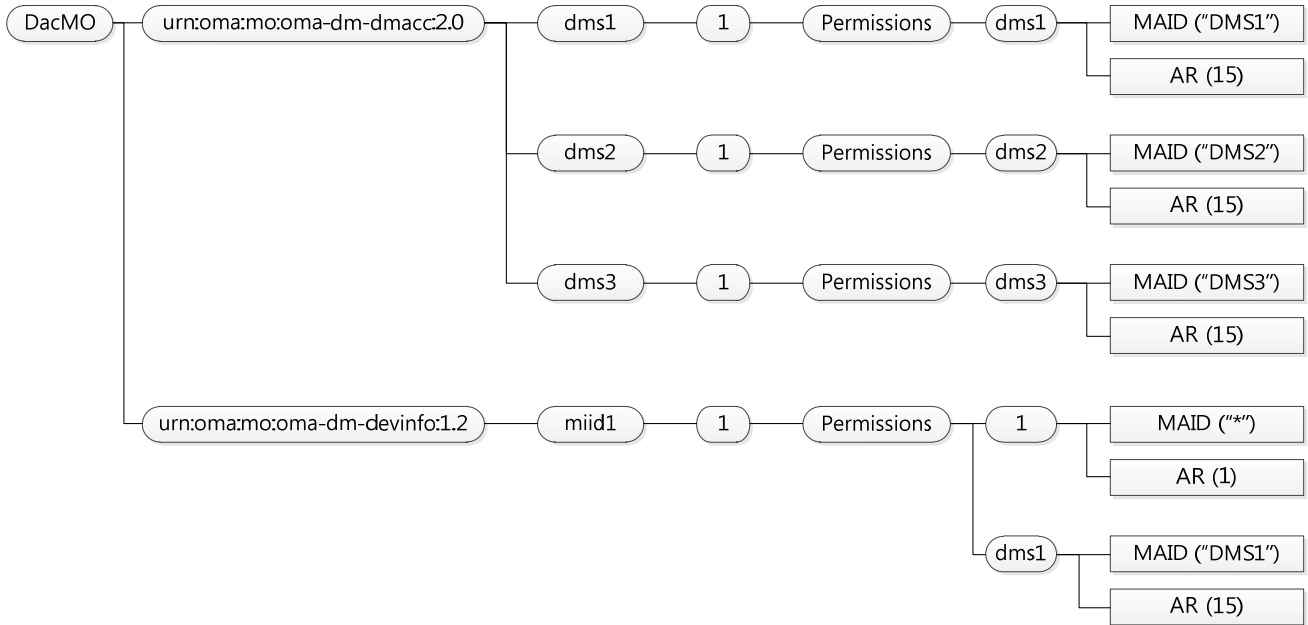 DacMO urn:oma:mo:oma-dm-dmacc:2.0 dms1 1 Permissions dms1 MAID (“DMS1”)
AR (15)
dms2 1 Permissions dms2 MAID (“DMS2”)
AR (15)
dms3 1 Permissions dms3 MAID (“DMS3”)
AR (15)
urn:oma:mo:oma-dm-devinfo:1.2 miid1 1 Permissions 1 MAID (“*”)
AR (1)
dms1 MAID (“DMS1”)
AR (15)